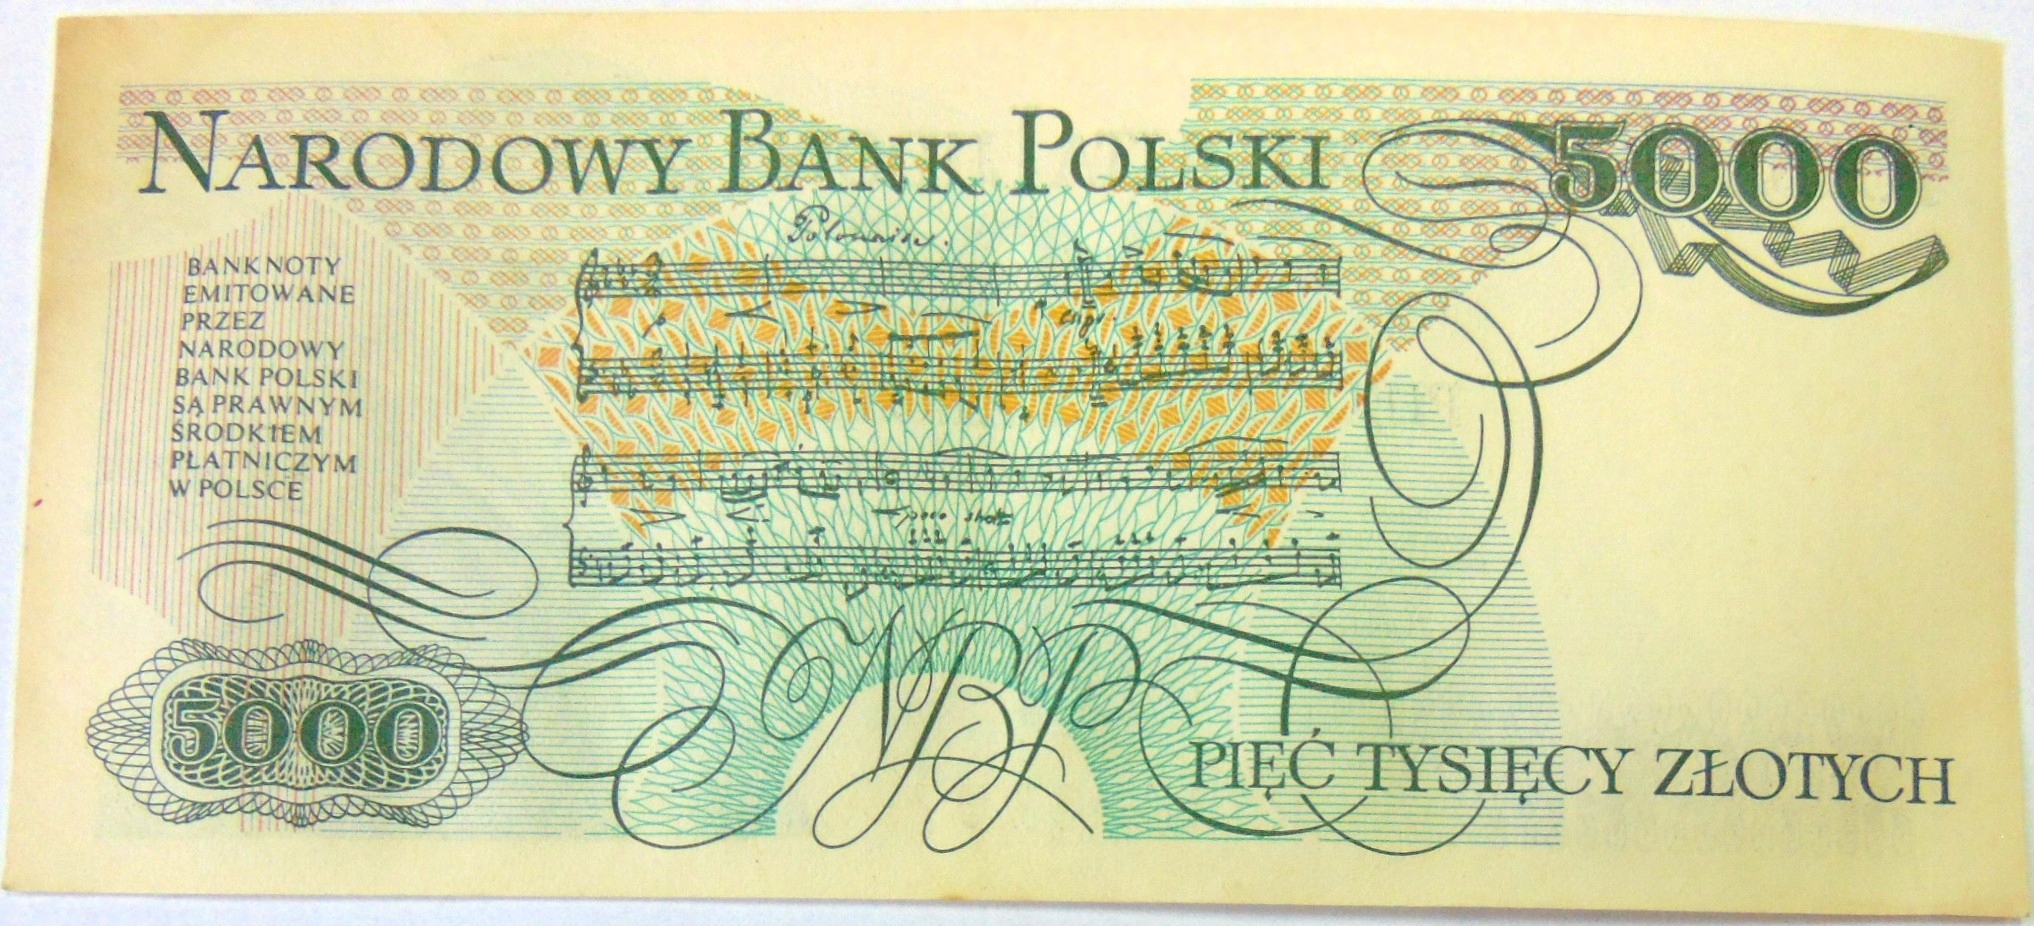 NARODOWY BANK POLSKI
5000
Polonaise.
BANKNOTY
EMITOWANE
PRZEZ
NARODOWY
BANK POLSKI
SĄ PRAWNYM
ŚRODKIEM
PŁATNICZYM
W POLSCE
p
poco
NBP
5000
PIĘĆ TYSIĘCY ZŁOTYCH